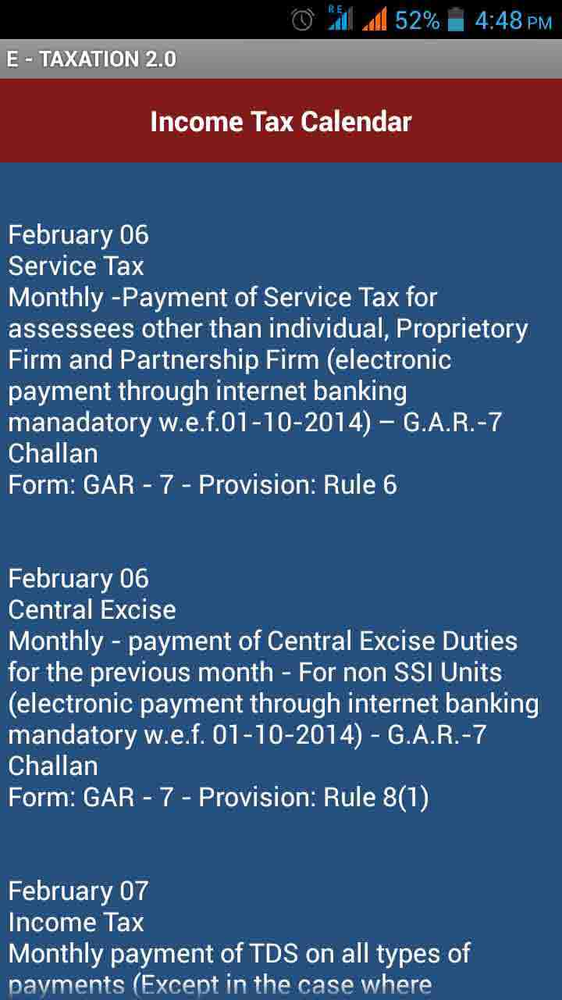 R E 52% 4:48 PM
E - TAXATION 2.0
Income Tax Calendar
February 06
Service Tax
Monthly -Payment of Service Tax for
assessees other than individual, Proprietory
Firm and Partnership Firm (electronic
payment through internet banking
manadatory w.e.f.01-10-2014) – G.A.R.-7
Challan
Form: GAR - 7 - Provision: Rule 6
February 06
Central Excise
Monthly - payment of Central Excise Duties
for the previous month - For non SSI Units
(electronic payment through internet banking
mandatory w.e.f. 01-10-2014) - G.A.R.-7
Challan
Form: GAR - 7 - Provision: Rule 8(1)
February 07
Income Tax
Monthly payment of TDS on all types of
payments (Except in the case where